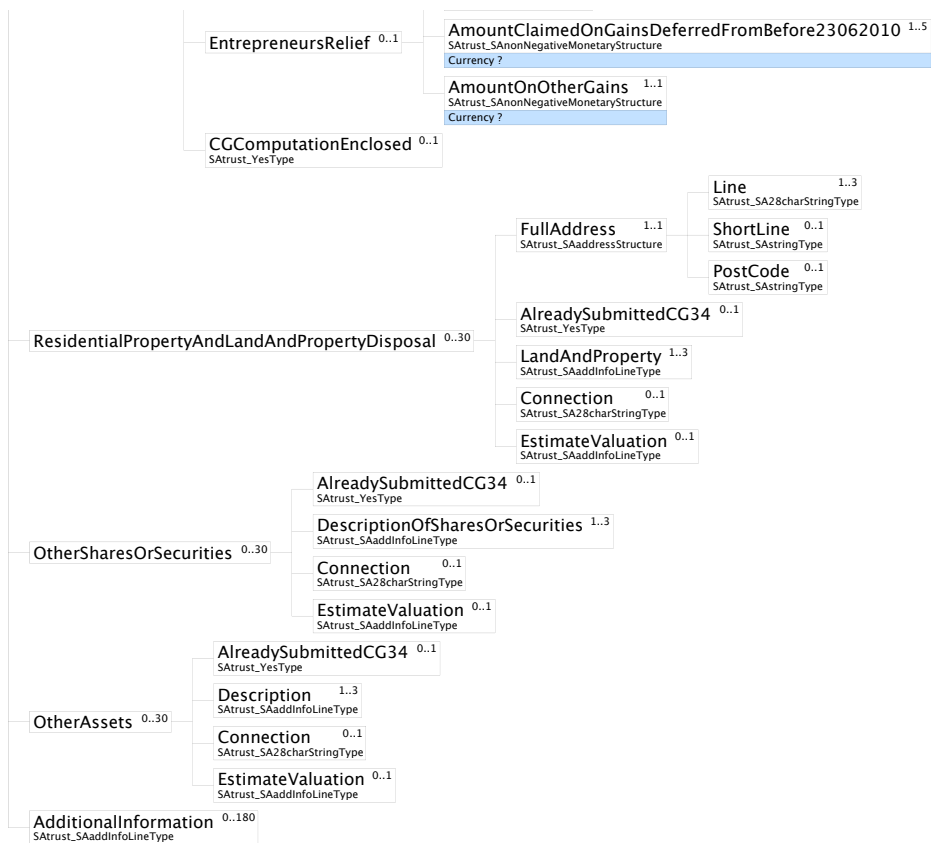 EntrepreneursRelief 0..1
AmountClaimedOnGainsDeferredFromBefore23062010 1..5
SAtrust_SAnonNegativeMonetaryStructure
Currency ?
AmountOnOtherGains 1..1
SAtrust_SAnonNegativeMonetaryStructure
Currency ?
CGComputationEnclosed 0..1
SAtrust_YesType
ResidentialPropertyAndLandAndPropertyDisposal 0..30
FullAddress 1..1
SAtrust_SAaddressStructure
Line 1..3
SAtrust_SA28charStringType
ShortLine 0..1
SAtrust_SAstringType
PostCode 0..1
SAtrust_SAstringType
AlreadySubmittedCG34 0..1
SAtrust_YesType
LandAndProperty 1..3
SAtrust_SAaddInfoLineType
Connection 0..1
SAtrust_SA28charStringType
EstimateValuation 0..1
SAtrust_SAaddInfoLineType
OtherSharesOrSecurities 0..30
AlreadySubmittedCG34 0..1
SAtrust_YesType
DescriptionOfSharesOrSecurities 1..3
SAtrust_SAaddInfoLineType
Connection 0..1
SAtrust_SA28charStringType
EstimateValuation 0..1
SAtrust_SAaddInfoLineType
OtherAssets 0..30
AlreadySubmittedCG34 0..1
SAtrust_YesType
Description 1..3
SAtrust_SAaddInfoLineType
Connection 0..1
SAtrust_SA28charStringType
EstimateValuation 0..1
SAtrust_SAaddInfoLineType
AdditionalInformation 0..180
SAtrust_SAaddInfoLineType